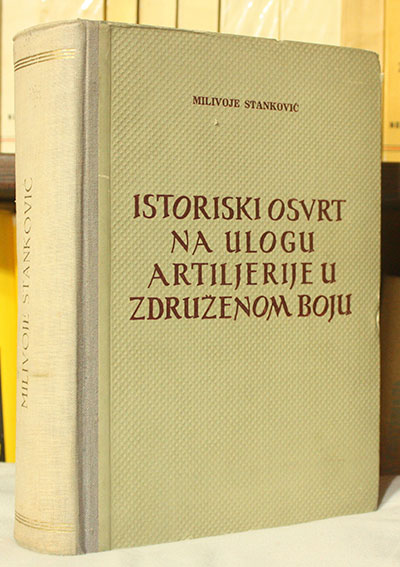 MILIVOJE STANKOVIĆ
ISTORISKI OSVRT
NA ULOGU
ARTILJERIJE U
ZDRUŽENOM BOJU
MILIVOJE STANKOVIĆ